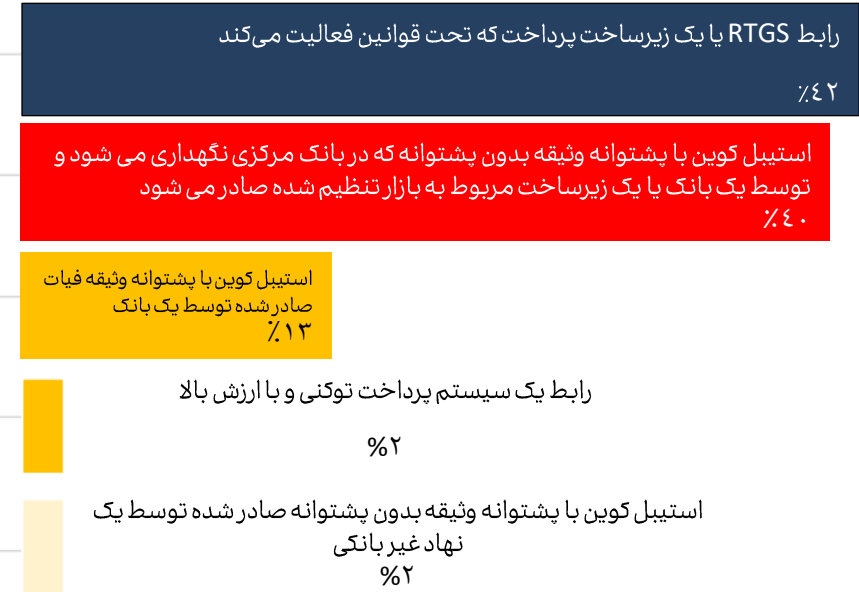 رابط RTGS یا یک زیرساخت پرداخت که تحت قوانین فعالیت می‌کند
٪٤٢
استیبل کوین با پشتوانه وثیقه بدون پشتوانه که در بانک مرکزی نگهداری می شود و
توسط یک بانک یا یک زیرساخت مربوط به بازار تنظیم شده صادر می شود
٪٤٠
استیبل کوین با پشتوانه وثیقه فیات
صادر شده توسط یک بانک
٪۱۳
رابط یک سیستم پرداخت توکنی و با ارزش بالا
%۲
استیبل کوین با پشتوانه وثیقه بدون پشتوانه صادر شده توسط یک
نهاد غیر بانکی
%۲